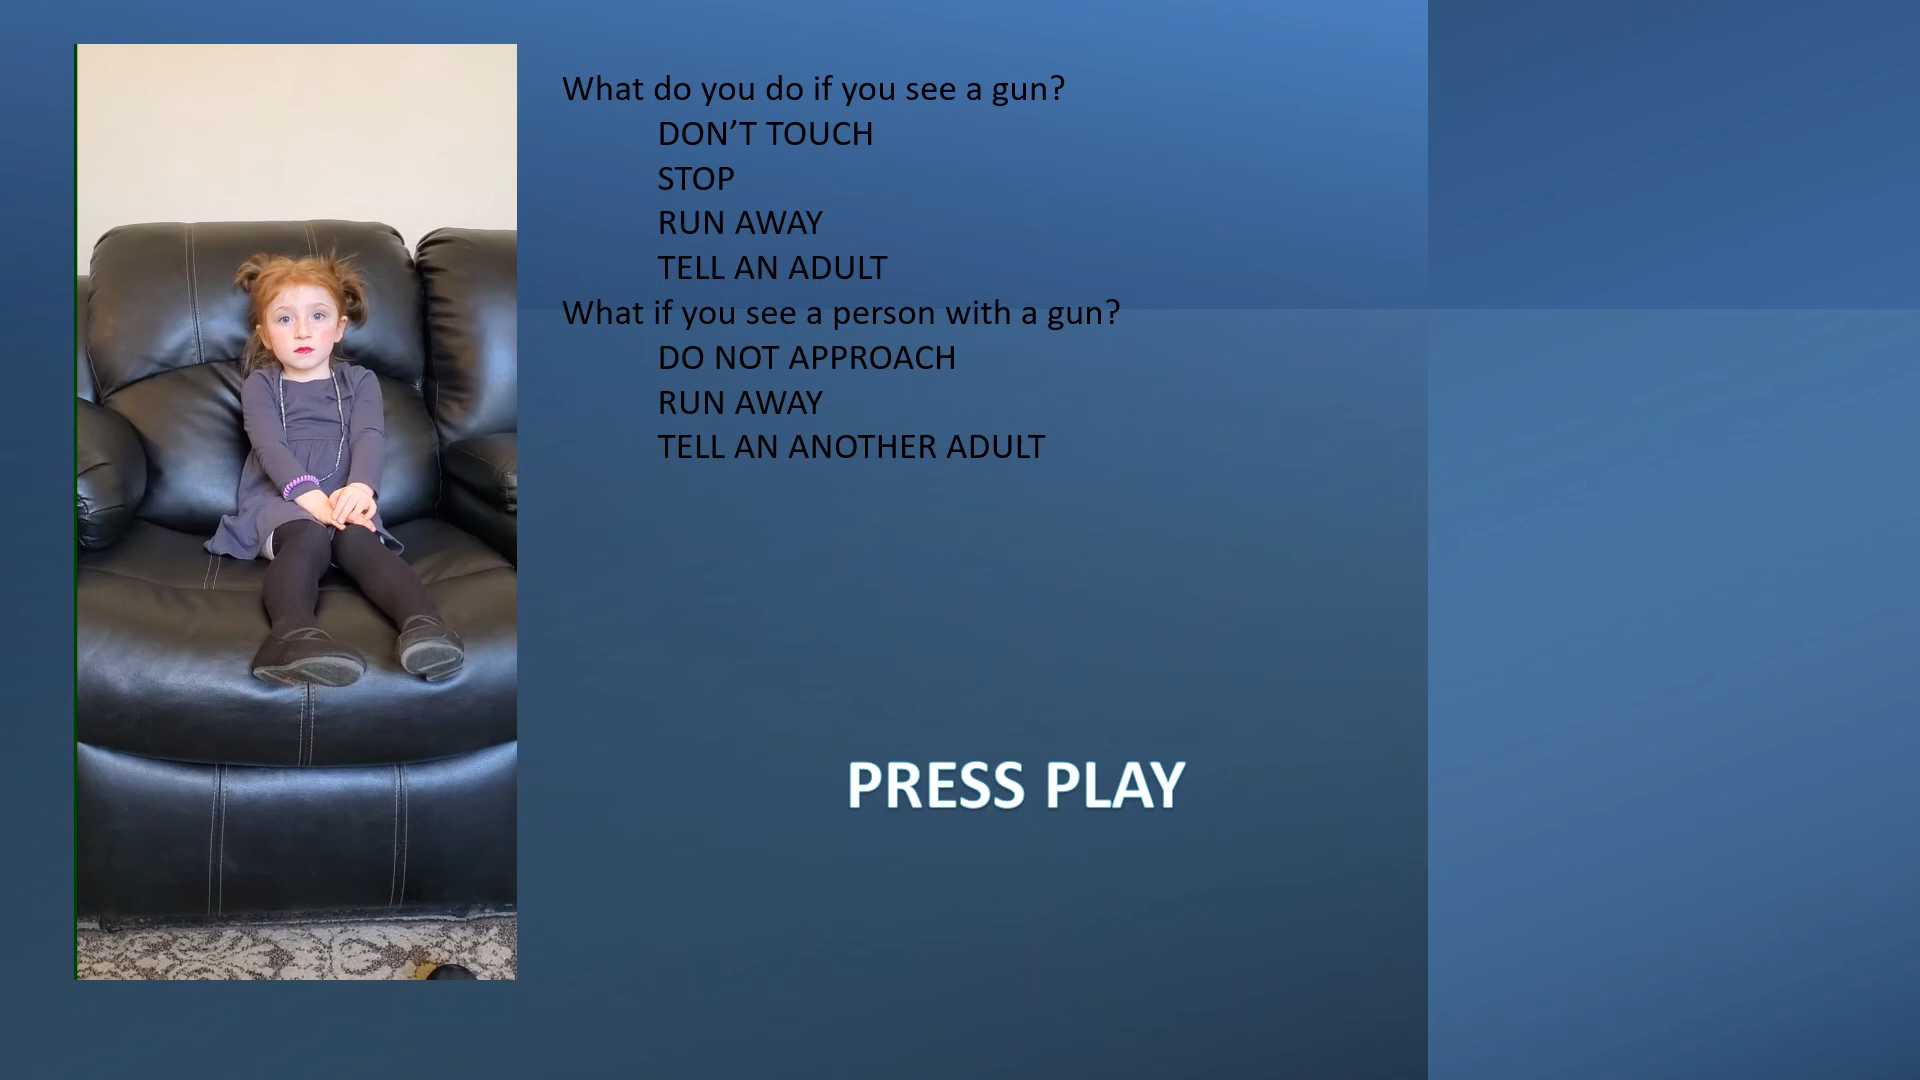 What do you do if you see a gun?
DON’T TOUCH
STOP
RUN AWAY
TELL AN ADULT
What if you see a person with a gun?
DO NOT APPROACH
RUN AWAY
TELL AN ANOTHER ADULT
PRESS PLAY